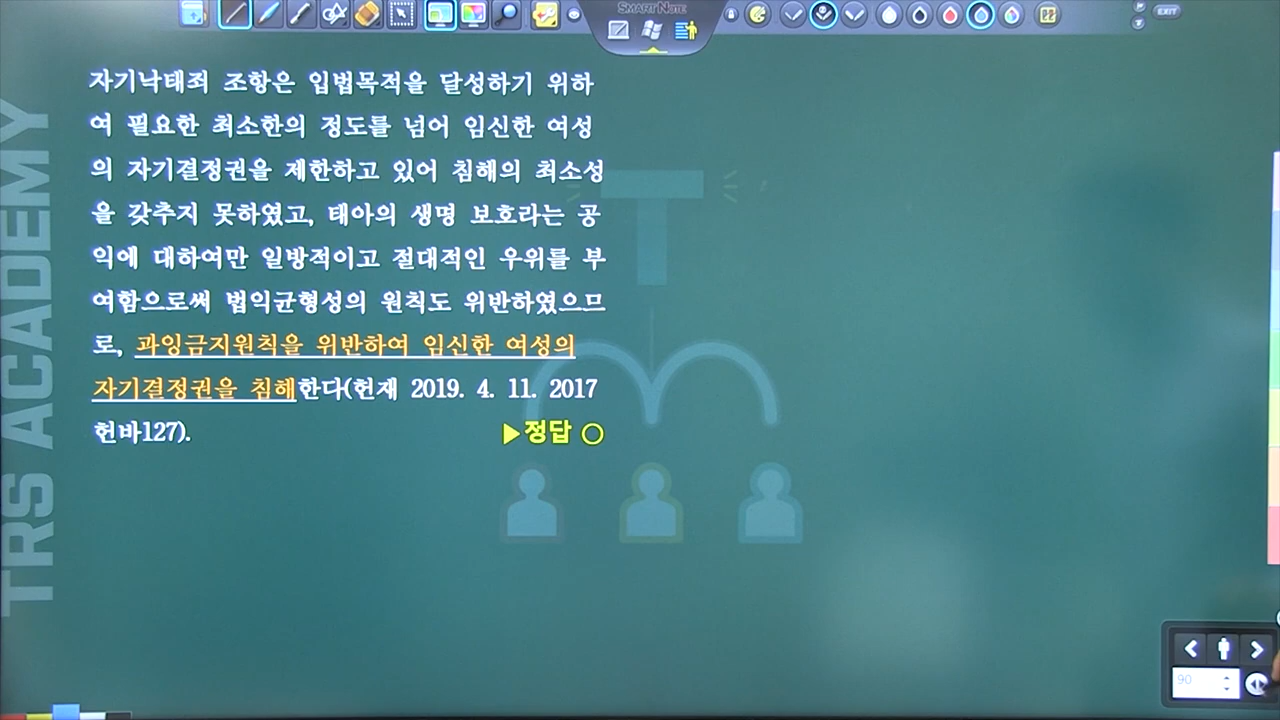 SMARTNOTE
EXIT
자기낙태죄 조항은 입법목적을 달성하기 위하
여 필요한 최소한의 정도를 넘어 임신한 여성
의 자기결정권을 제한하고 있어 침해의 최소성
을 갖추지 못하였고, 태아의 생명 보호라는 공
익에 대하여만 일방적이고 절대적인 우위를 부
여함으로써 법익균형성의 원칙도 위반하였으므
로, 과잉금지원칙을 위반하여 임신한 여성의
자기결정권을 침해한다(헌재 2019. 4. 11. 2017
헌바127).
▶정답 ○
TRS ACADEMY
90